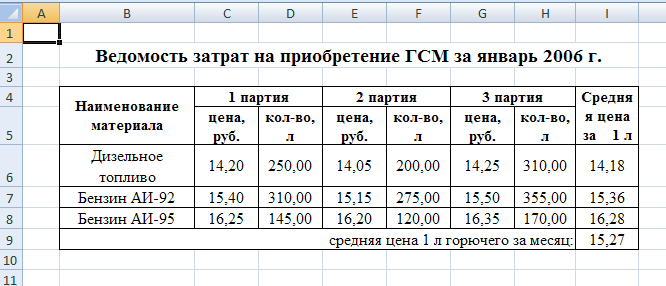 A B C D E F G H I
1
2 Ведомость затрат на приобретение ГСМ за январь 2006 г.
3
4 Наименование материала 1 партия 2 партия 3 партия Средня
я цена
5 цена, кол-во, цена, кол-во, цена, кол-во, за 1 л
руб. л руб. л руб. л
6 Дизельное топливо 14,20 250,00 14,05 200,00 14,25 310,00 14,18
7 Бензин АИ-92 15,40 310,00 15,15 275,00 15,50 355,00 15,36
8 Бензин АИ-95 16,25 145,00 16,20 120,00 16,35 170,00 16,28
9 средняя цена 1 л горючего за месяц: 15,27
10
11